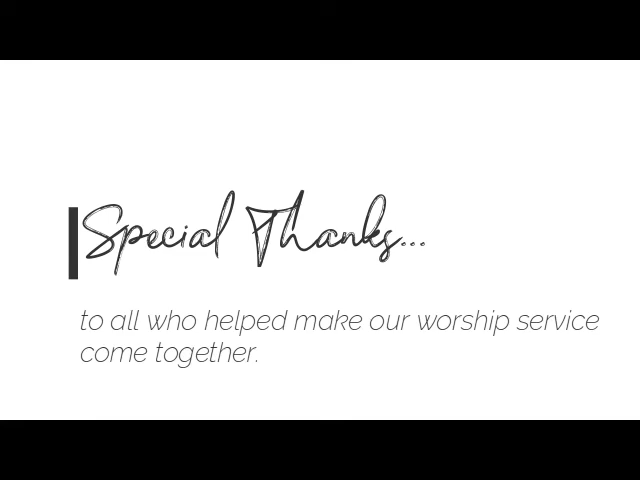 Special Thanks...
to all who helped make our worship service
come together.